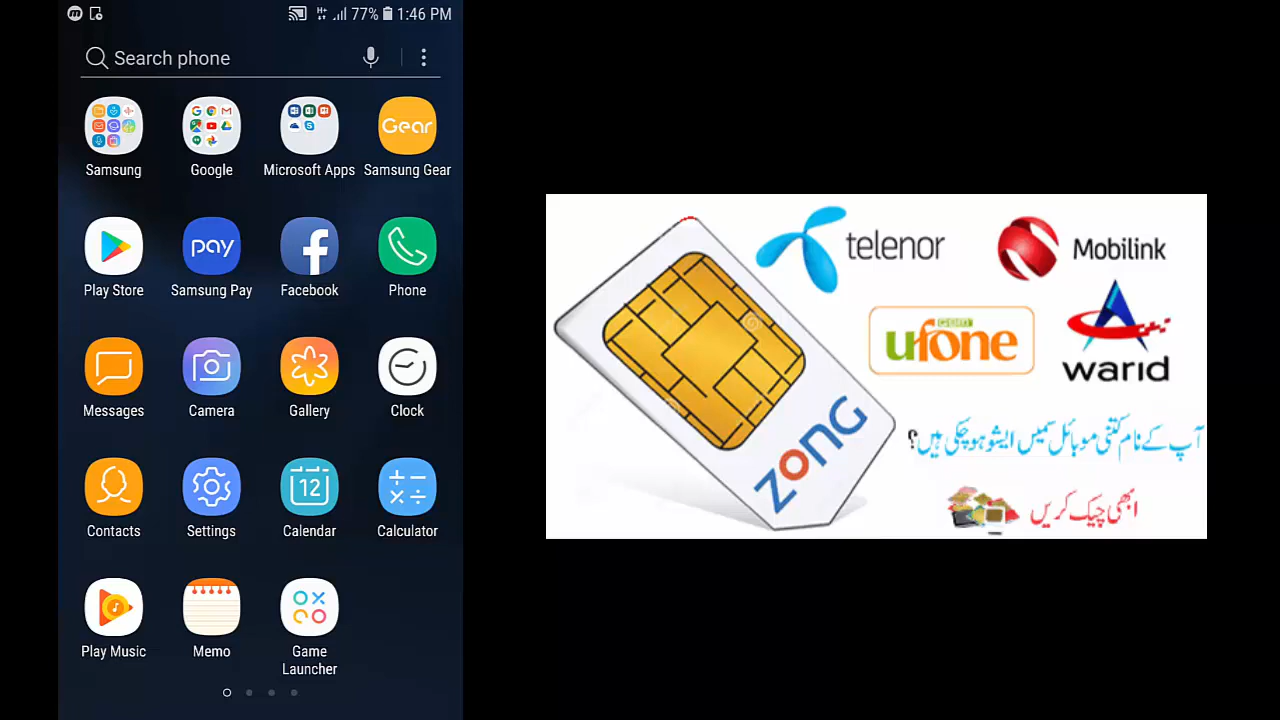 77% 1:46 PM
Search phone
Samsung Google Microsoft Apps Samsung Gear
Gear
Play Store Samsung Pay Facebook Phone
pay
Messages Camera Gallery Clock
12
Contacts Settings Calendar Calculator
Play Music Memo Game Launcher
telenor
Mobilink
GSM
ufone
warid
ZONG
آپ کے نام کتنی موبائل سمیں ایشو ہو چکی ہیں؟
ابھی چیک کریں